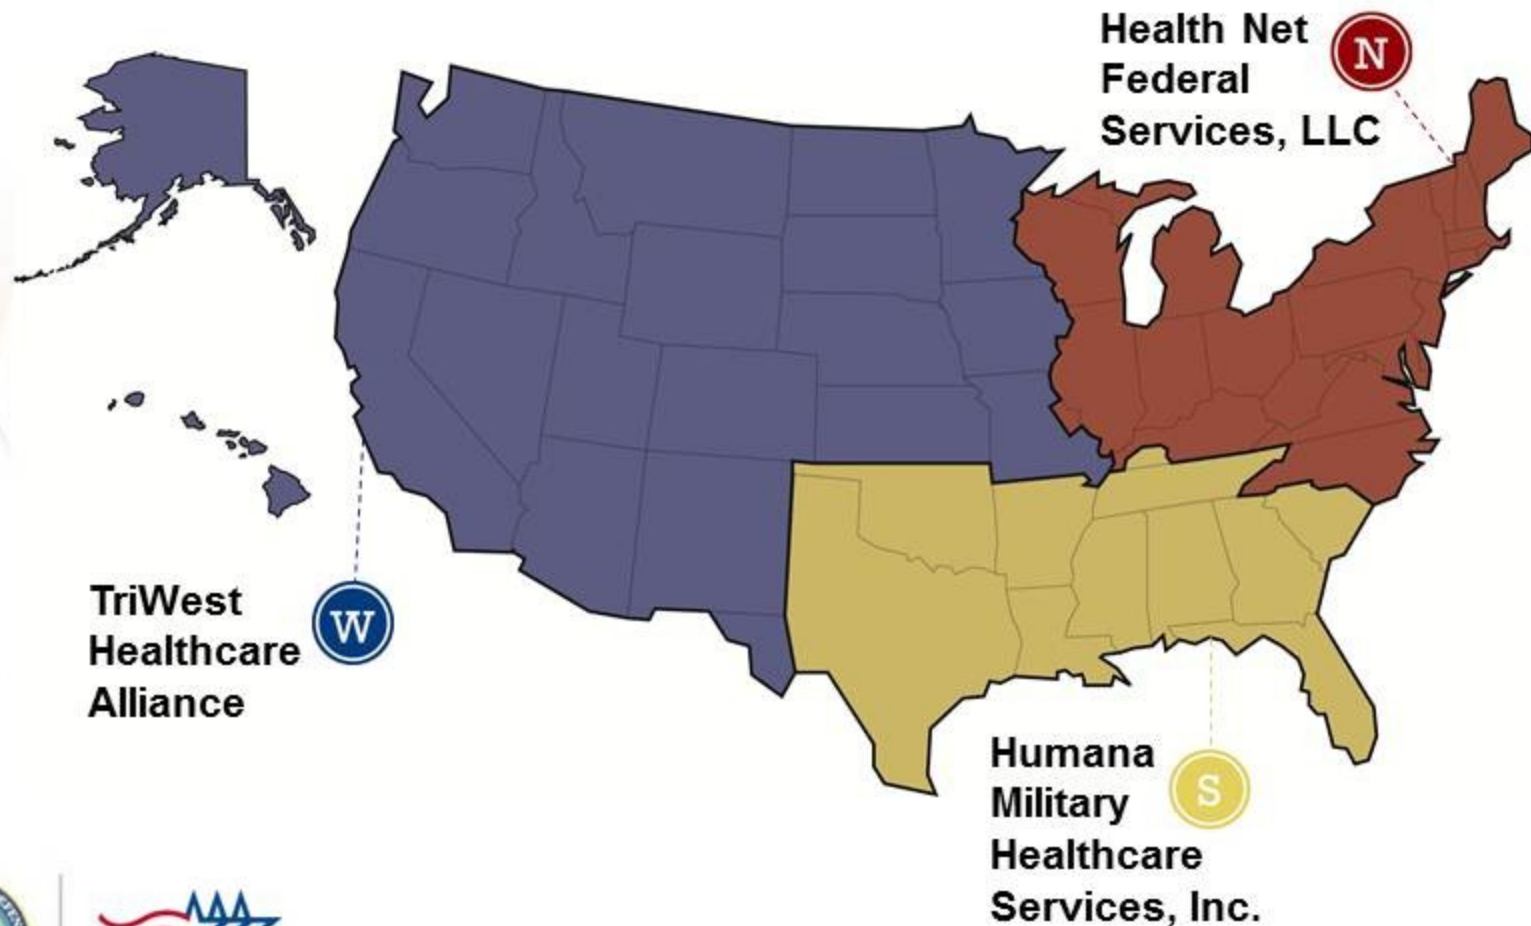 Health Net
Federal
Services, LLC
N
TriWest
Healthcare
Alliance
W
Humana
Military
Healthcare
Services, Inc.
S